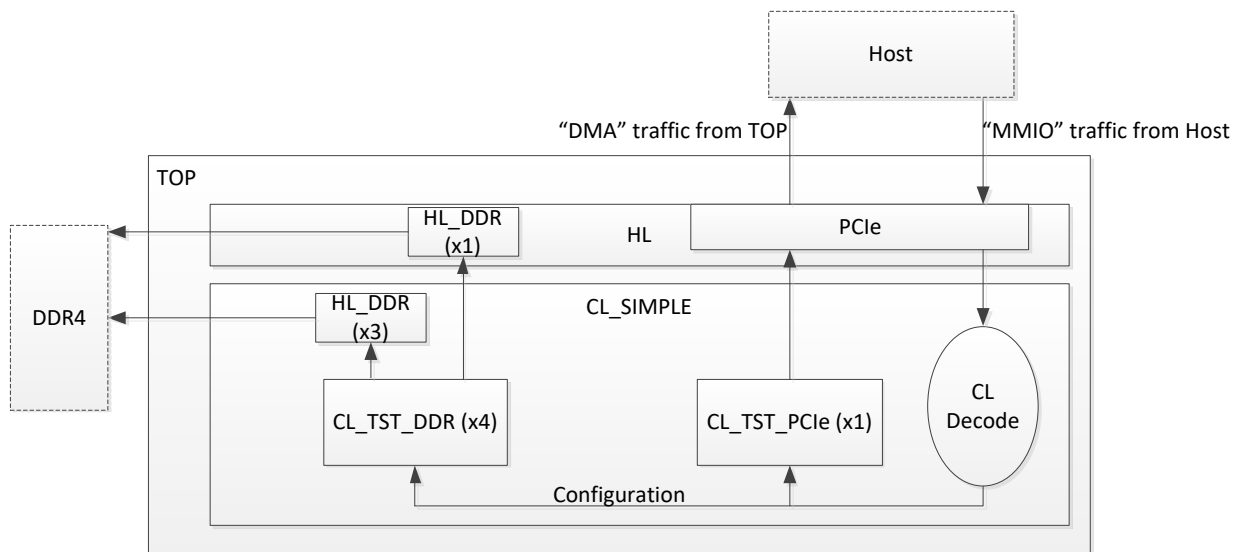 Host
“DMA” traffic from TOP
“MMIO” traffic from Host
TOP
HL_DDR
(x1)
HL
PCIe
DDR4
HL_DDR
(x3)
CL_SIMPLE
CL_TST_DDR (x4)
CL_TST_PCIe (x1)
CL
Decode
Configuration